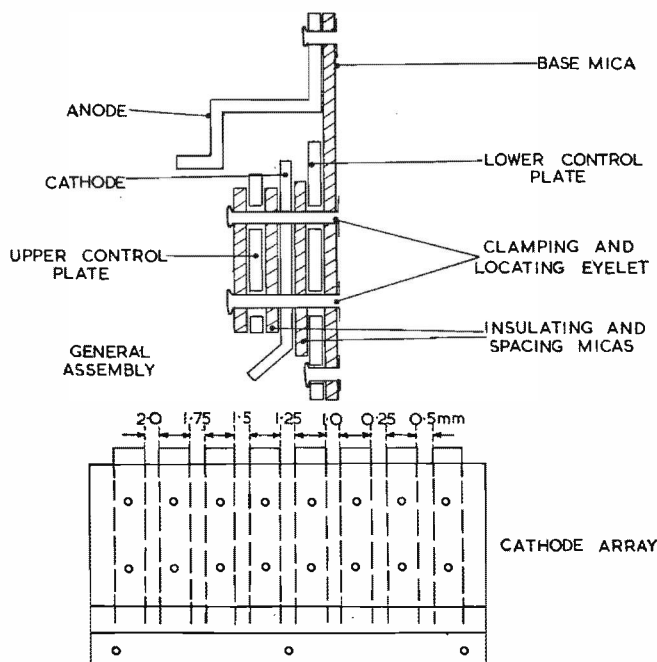 BASE MICA
ANODE
LOWER CONTROL
PLATE
CATHODE
UPPER CONTROL
PLATE
CLAMPING AND
LOCATING EYELET
INSULATING AND
SPACING MICAS
GENERAL
ASSEMBLY
2·0 1·75 1·5 1·25 1·0 0·25 0·5mm
CATHODE ARRAY